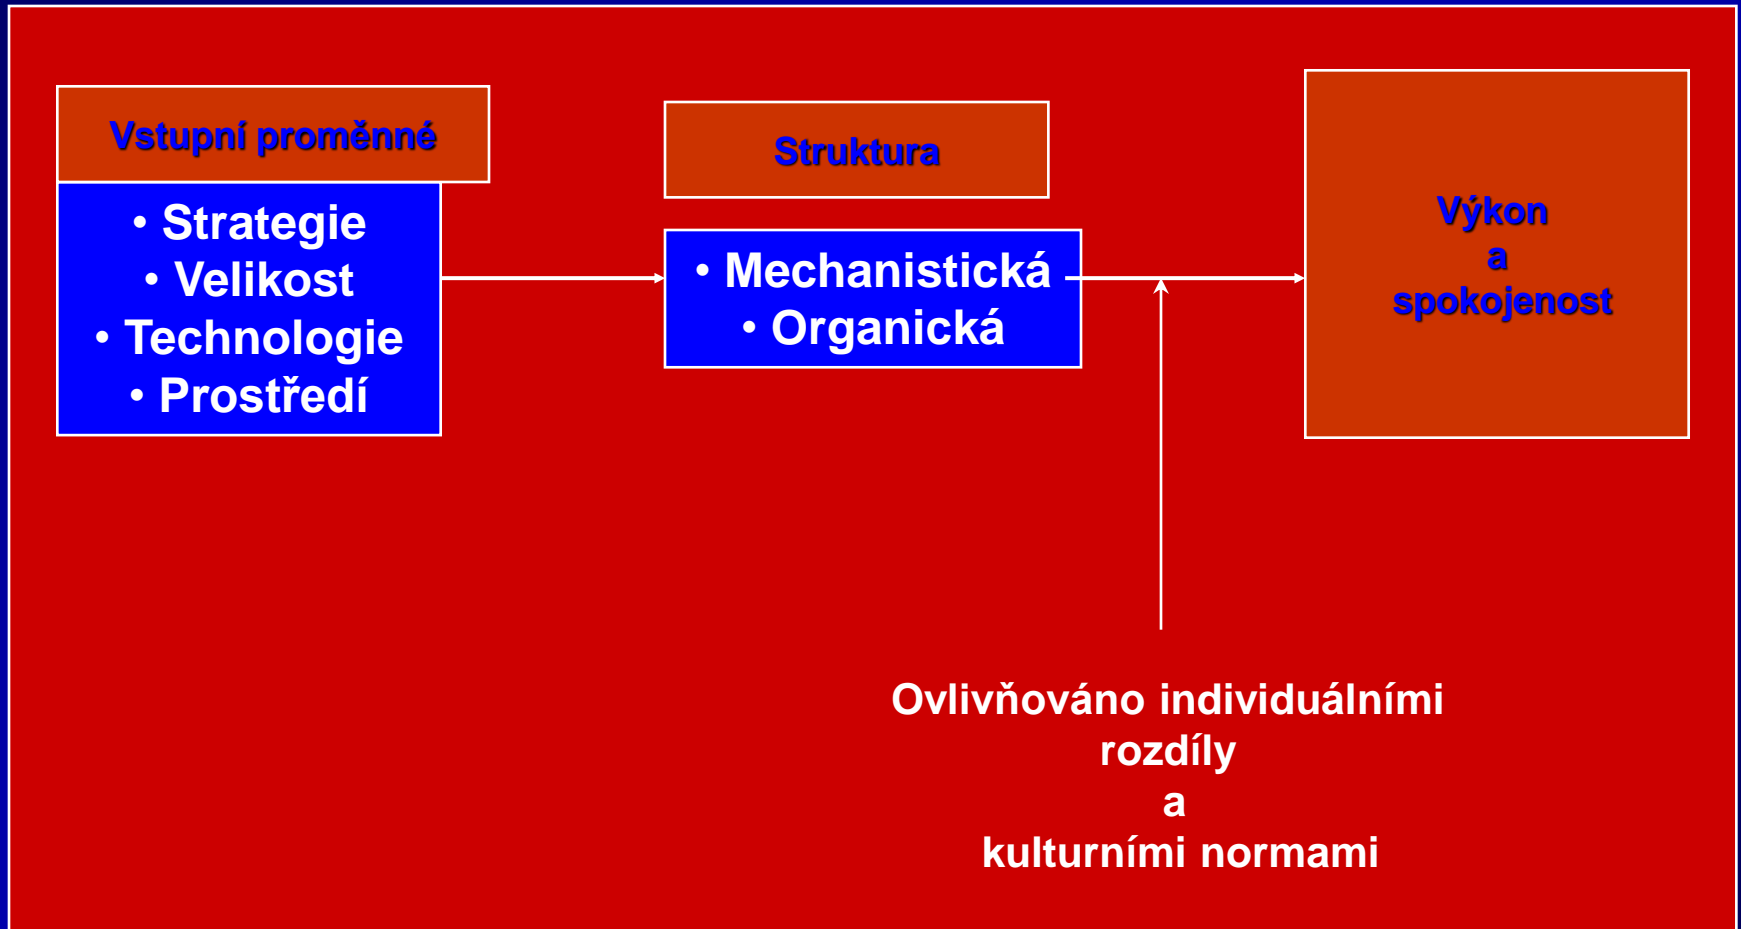 Vstupní proměnné
• Strategie
• Velikost
• Technologie
• Prostředí
Struktura
• Mechanistická
• Organická
Výkon
a
spokojenost
Ovlivňováno individuálními
rozdíly
a
kulturními normami